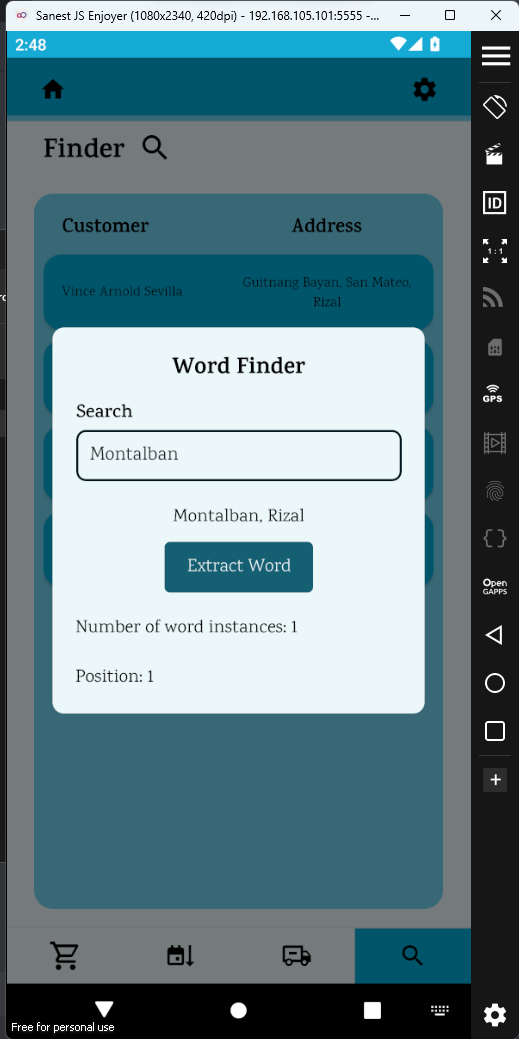 Sanest JS Enjoyer (1080x2340, 420dpi) - 192.168.105.101:5555 -...
2:48
Finder
Customer Address
Vince Arnold Sevilla
Guitnang Bayan, San Mateo,
Rizal
Word Finder
Search
Montalban
Montalban, Rizal
Extract Word
Number of word instances: 1
Position: 1
Free for personal use
ID
1:1
GPS
Open
GAPPS